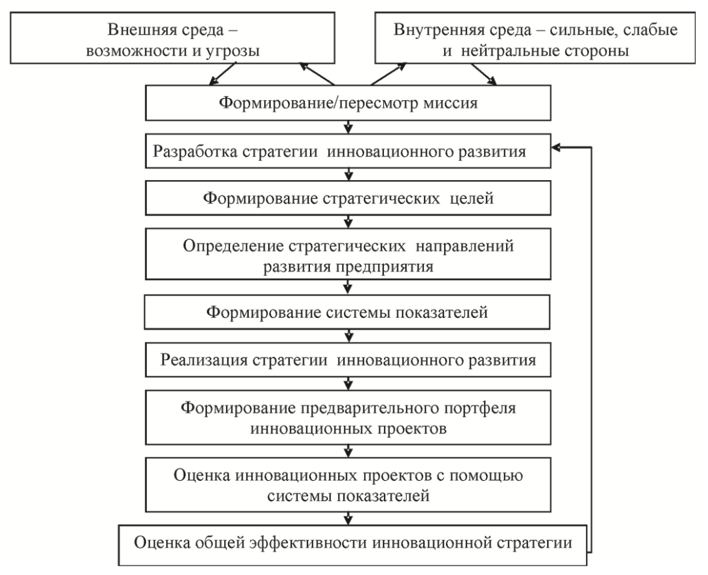 Внешняя среда –
возможности и угрозы
Внутренняя среда – сильные, слабые
и нейтральные стороны
Формирование/пересмотр миссия
Разработка стратегии инновационного развития
Формирование стратегических целей
Определение стратегических направлений
развития предприятия
Формирование системы показателей
Реализация стратегии инновационного развития
Формирование предварительного портфеля
инновационных проектов
Оценка инновационных проектов с помощью
системы показателей
Оценка общей эффективности инновационной стратегии